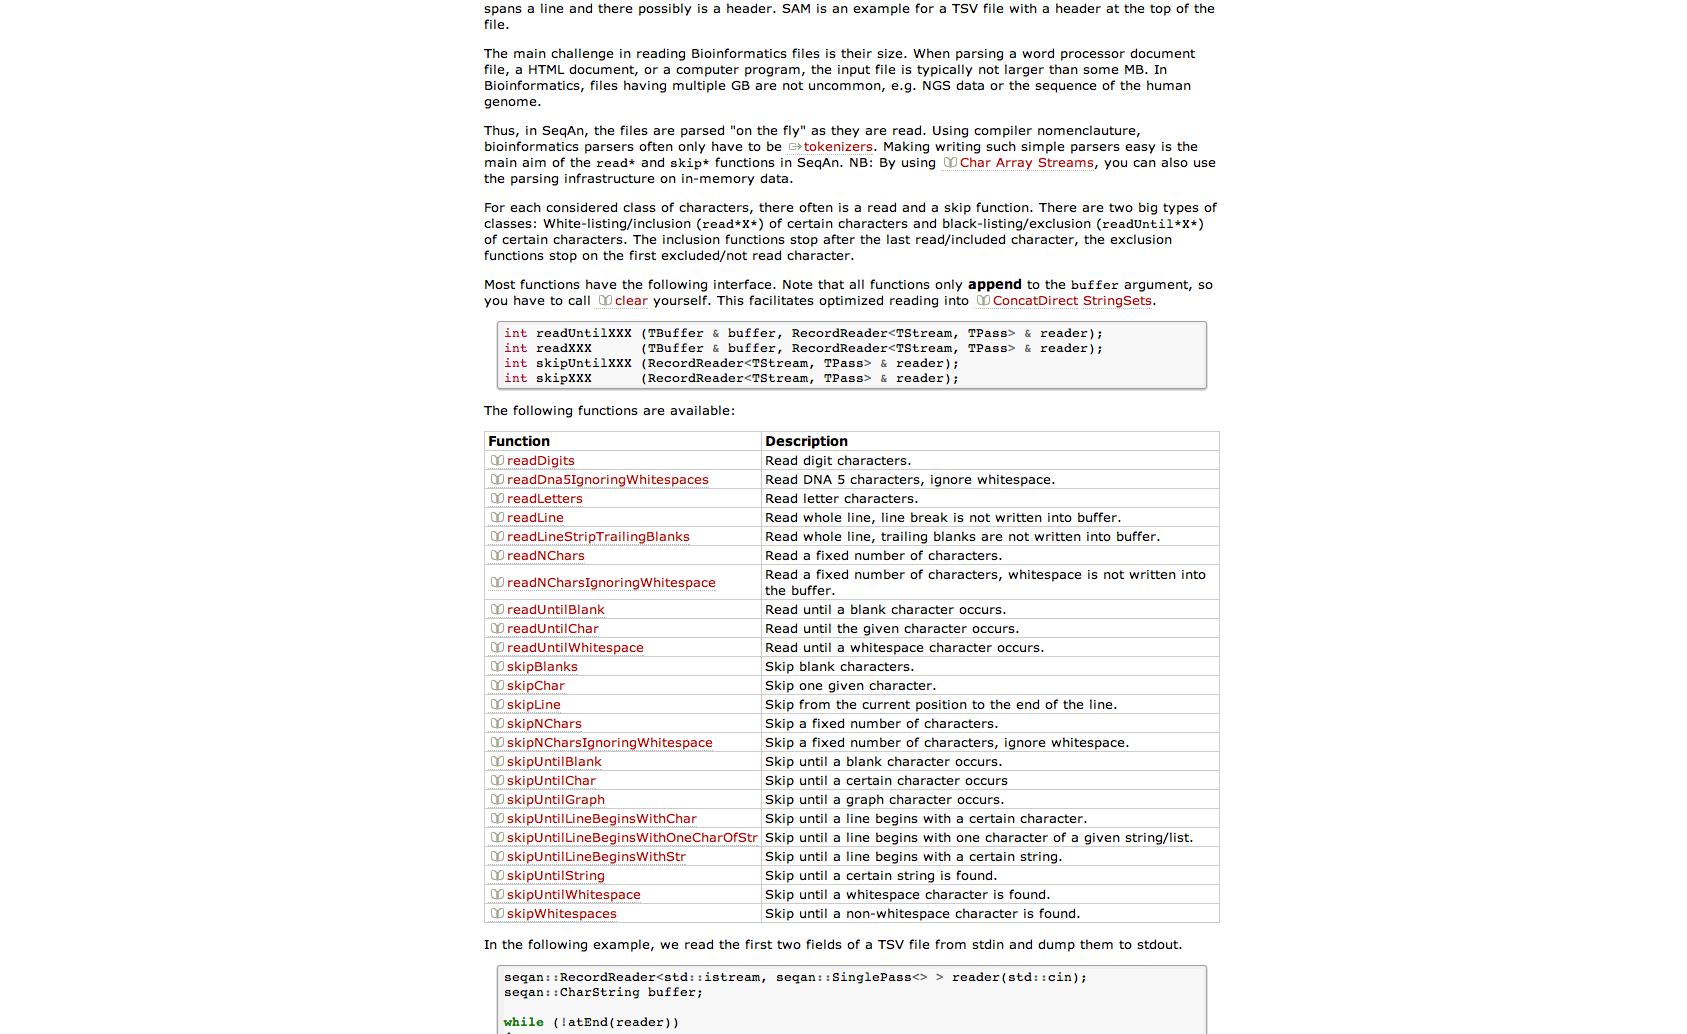 spans a line and there possibly is a header. SAM is an example for a TSV file with a header at the top of the
file.
The main challenge in reading Bioinformatics files is their size. When parsing a word processor document
file, a HTML document, or a computer program, the input file is typically not larger than some MB. In
Bioinformatics, files having multiple GB are not uncommon, e.g. NGS data or the sequence of the human
genome.
Thus, in SeqAn, the files are parsed "on the fly" as they are read. Using compiler nomenclauture,
bioinformatics parsers often only have to be tokenizers. Making writing such simple parsers easy is the
main aim of the read* and skip* functions in SeqAn. NB: By using Char Array Streams, you can also use
the parsing infrastructure on in-memory data.
For each considered class of characters, there often is a read and a skip function. There are two big types of
classes: White-listing/inclusion (read*X*) of certain characters and black-listing/exclusion (readUntil*X*)
of certain characters. The inclusion functions stop after the last read/included character, the exclusion
functions stop on the first excluded/not read character.
Most functions have the following interface. Note that all functions only append to the buffer argument, so
you have to call clear yourself. This facilitates optimized reading into ConcatDirect StringSets.
int readUntilXXX (TBuffer & buffer, RecordReader<TStream, TPass> & reader);
int readXXX      (TBuffer & buffer, RecordReader<TStream, TPass> & reader);
int skipUntilXXX (RecordReader<TStream, TPass> & reader);
int skipXXX      (RecordReader<TStream, TPass> & reader);
The following functions are available:
Function Description
readDigits Read digit characters.
readDna5IgnoringWhitespaces Read DNA 5 characters, ignore whitespace.
readLetters Read letter characters.
readLine Read whole line, line break is not written into buffer.
readLineStripTrailingBlanks Read whole line, trailing blanks are not written into buffer.
readNChars Read a fixed number of characters.
readNCharsIgnoringWhitespace Read a fixed number of characters, whitespace is not written into
the buffer.
readUntilBlank Read until a blank character occurs.
readUntilChar Read until the given character occurs.
readUntilWhitespace Read until a whitespace character occurs.
skipBlanks Skip blank characters.
skipChar Skip one given character.
skipLine Skip from the current position to the end of the line.
skipNChars Skip a fixed number of characters.
skipNCharsIgnoringWhitespace Skip a fixed number of characters, ignore whitespace.
skipUntilBlank Skip until a blank character occurs.
skipUntilChar Skip until a certain character occurs
skipUntilGraph Skip until a graph character occurs.
skipUntilLineBeginsWithChar Skip until a line begins with a certain character.
skipUntilLineBeginsWithOneCharOfStr Skip until a line begins with one character of a given string/list.
skipUntilLineBeginsWithStr Skip until a line begins with a certain string.
skipUntilString Skip until a certain string is found.
skipUntilWhitespace Skip until a whitespace character is found.
skipWhitespaces Skip until a non-whitespace character is found.
In the following example, we read the first two fields of a TSV file from stdin and dump them to stdout.
seqan::RecordReader<std::istream, seqan::SinglePass<> > reader(std::cin);
seqan::CharString buffer;
while (!atEnd(reader))